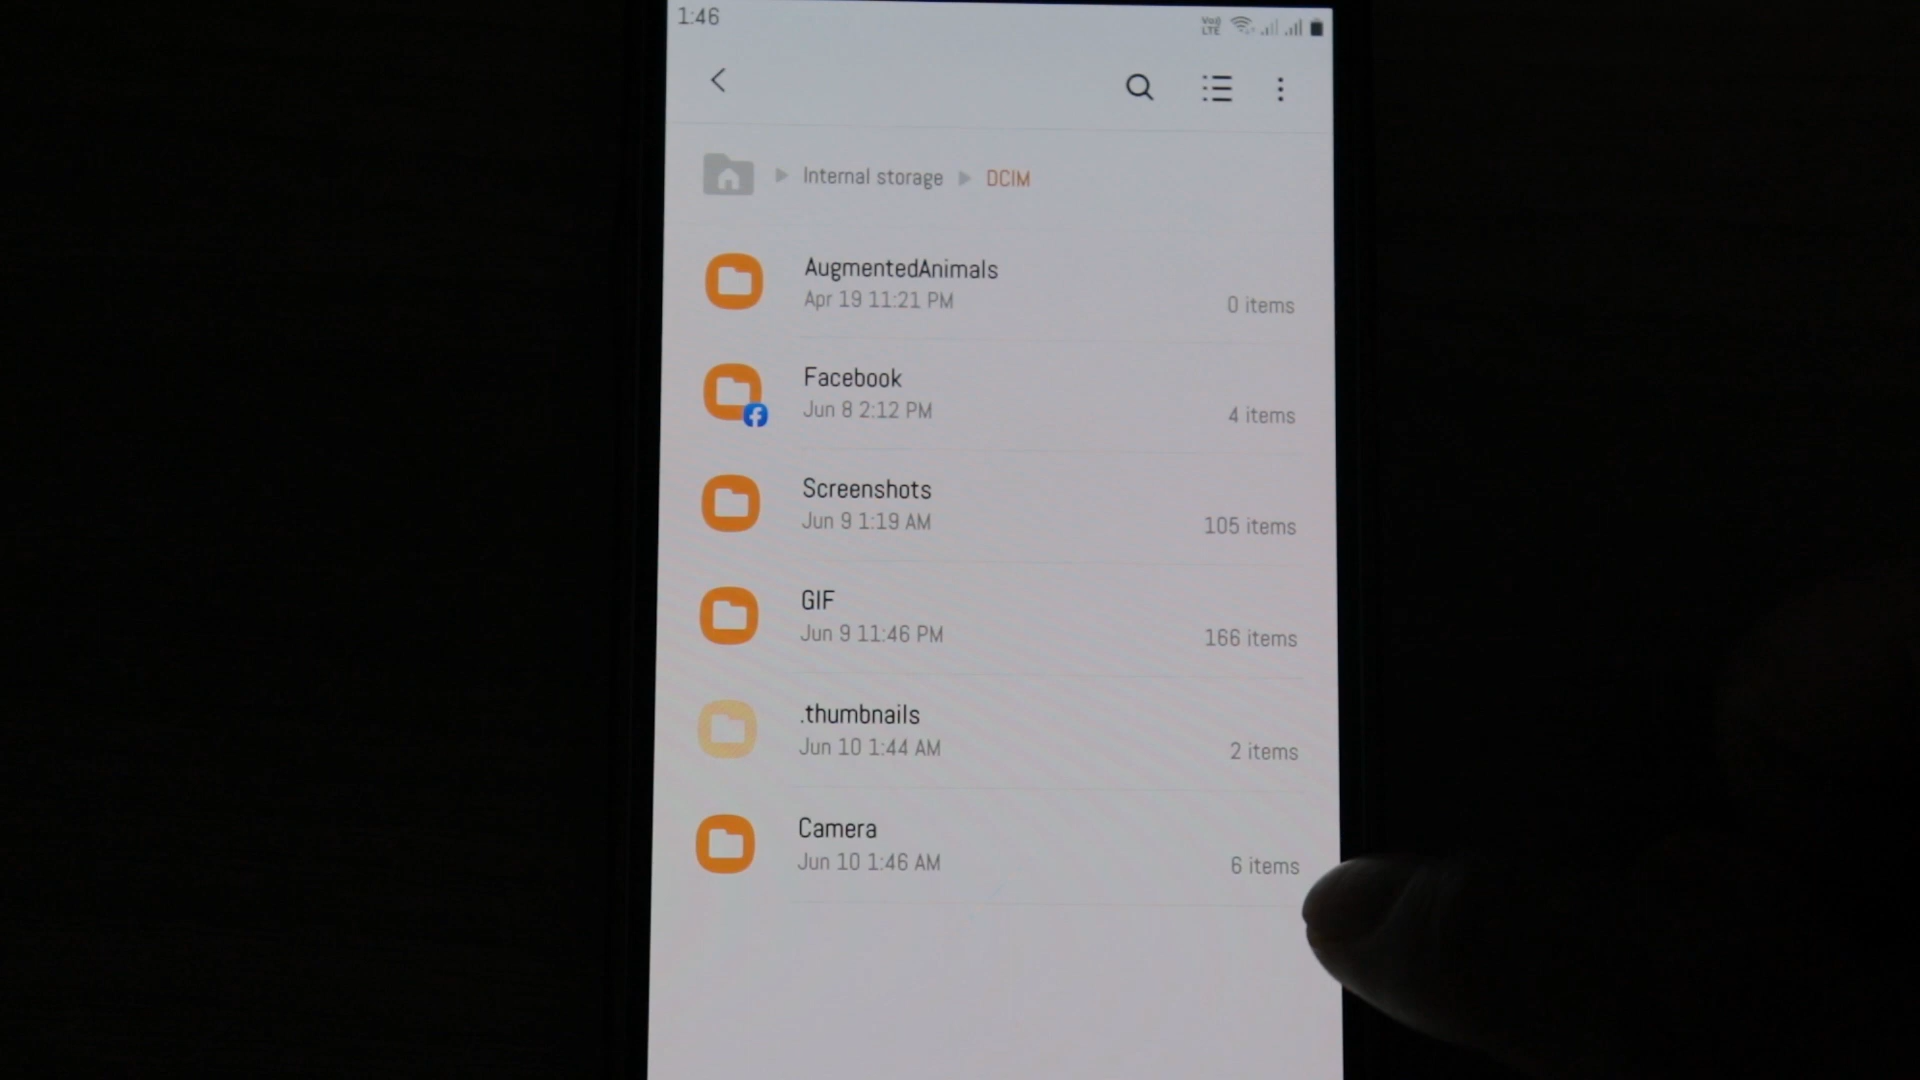 1:46
Vo)) LTE
Internal storage DCIM
AugmentedAnimals
Apr 19 11:21 PM
0 items
Facebook
Jun 8 2:12 PM
4 items
Screenshots
Jun 9 1:19 AM
105 items
GIF
Jun 9 11:46 PM
166 items
.thumbnails
Jun 10 1:44 AM
2 items
Camera
Jun 10 1:46 AM
6 items